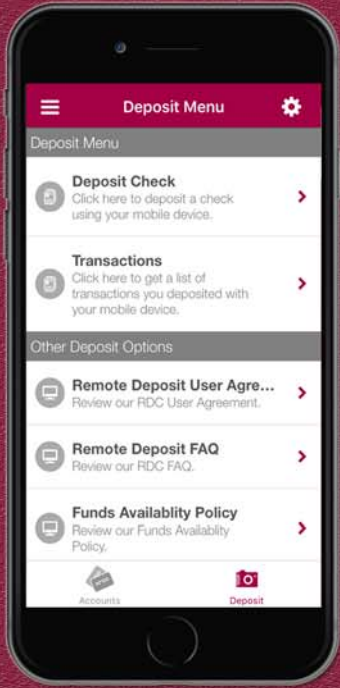 Deposit Menu
Deposit Menu
Deposit Check
Click here to deposit a check
using your mobile device.
Transactions
Click here to get a list of
transactions you deposited with
your mobile device.
Other Deposit Options
Remote Deposit User Agre...
Review our RDC User Agreement.
Remote Deposit FAQ
Review our RDC FAQ.
Funds Availablity Policy
Review our Funds Availablity
Policy.
Accounts
Deposit